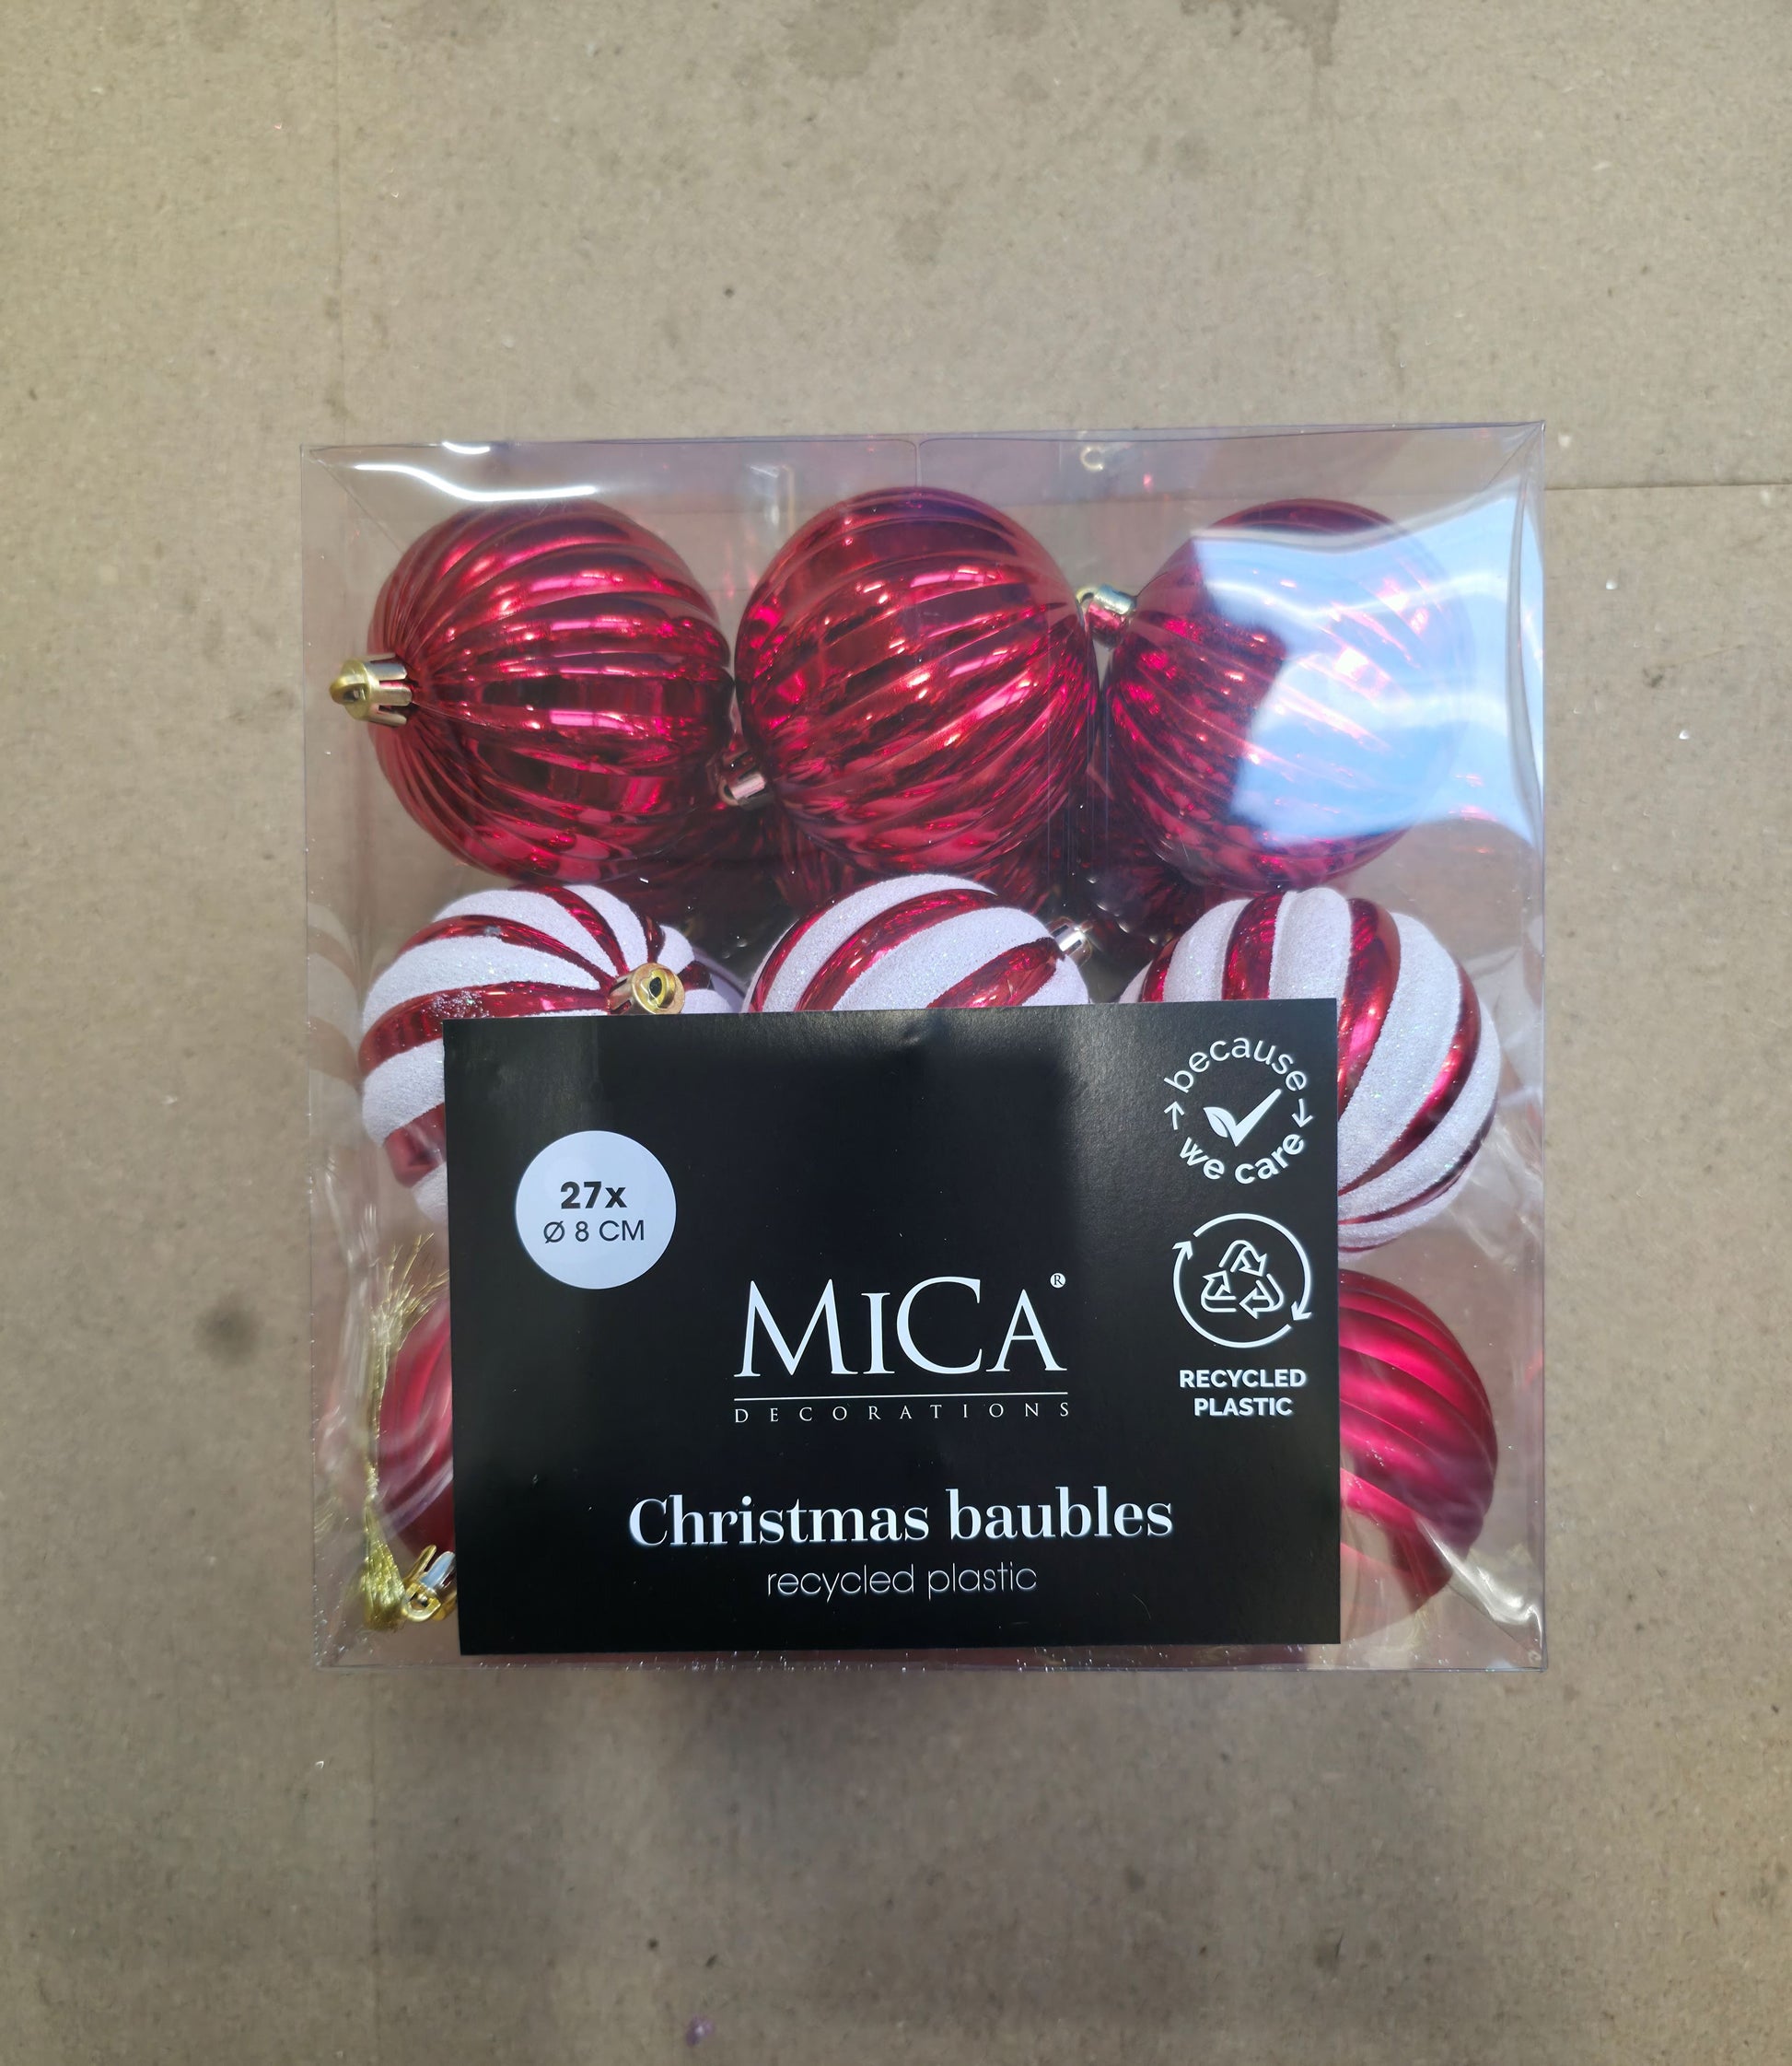 because
we care
27x
Ø 8 CM
MiCA®
DECORATIONS
RECYCLED
PLASTIC
Christmas baubles
recycled plastic